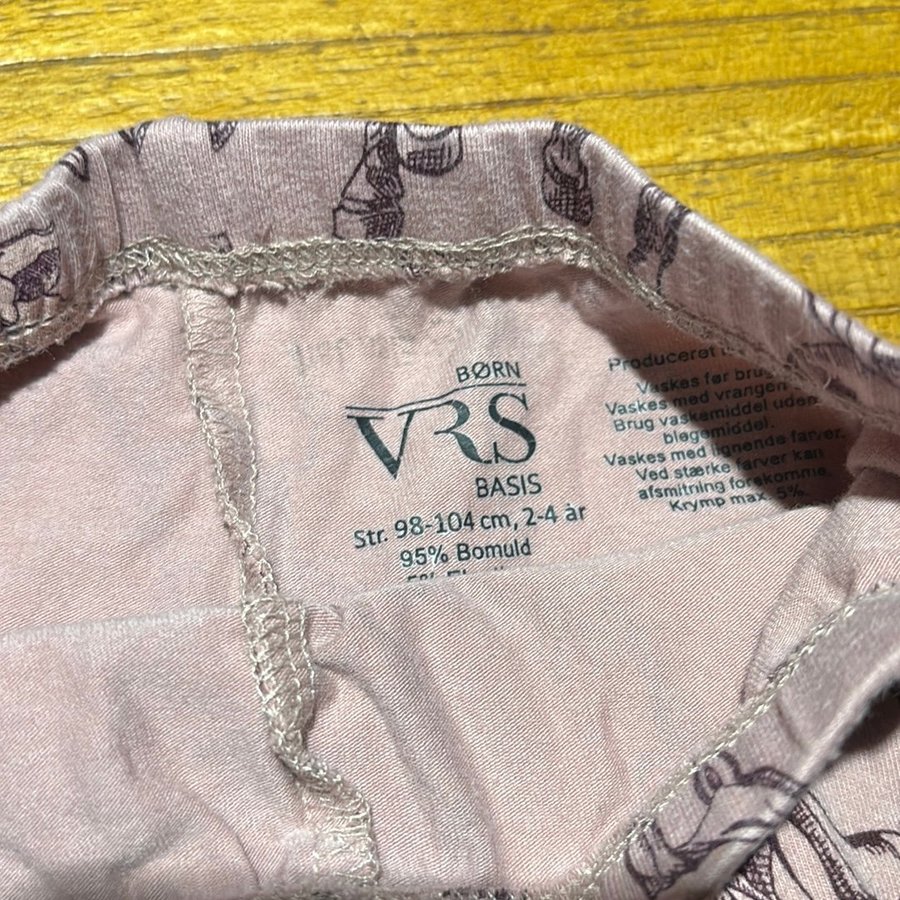 BØRN
VRS
BASIS
Str. 98-104 cm, 2-4 år
95% Bomuld
5%
Produceret
Vaskes før brug
Vaskes med vrangen
Brug vaskemiddel uden
blegemiddel.
Vaskes med lignende farver.
Ved stærke farver kan
afsmitning forekomme.
Krymp max. 5%.